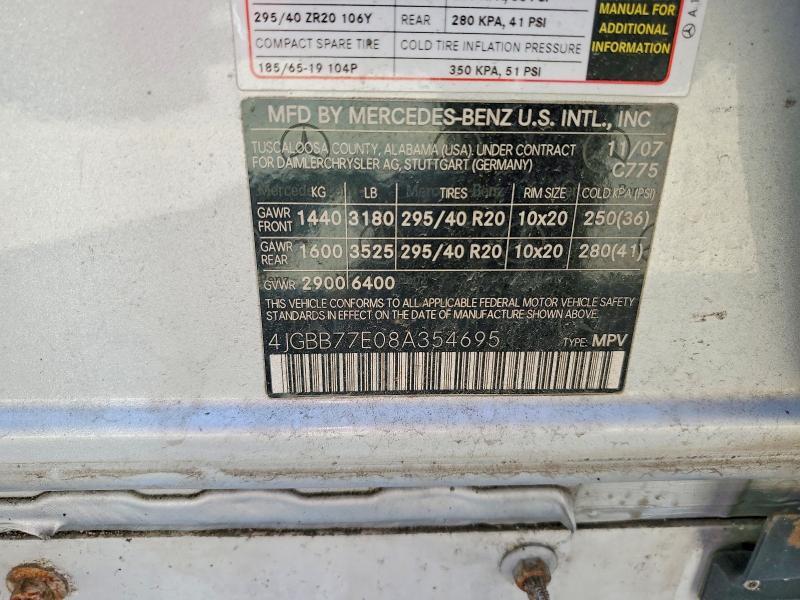 295/40 ZR20 106Y REAR 280 KPA, 41 PSI
COMPACT SPARE TIRE COLD TIRE INFLATION PRESSURE
185/65-19 104P 350 KPA, 51 PSI
MANUAL FOR
ADDITIONAL
INFORMATION
MFD BY MERCEDES-BENZ U.S. INTL., INC
TUSCALOOSA COUNTY, ALABAMA (USA). UNDER CONTRACT 11/07
FOR DAIMLERCHRYSLER AG, STUTTGART (GERMANY) C775
KG LB TIRES RIM SIZE COLD KPA(PSI)
GAWR FRONT 1440 3180 295/40 R20 10x20 250(36)
GAWR REAR 1600 3525 295/40 R20 10x20 280(41)
GVWR 2900 6400
THIS VEHICLE CONFORMS TO ALL APPLICABLE FEDERAL MOTOR VEHICLE SAFETY
STANDARDS IN EFFECT ON THE DATE OF MANUFACTURE SHOWN ABOVE.
4JGBB77E08A354695 TYPE: MPV